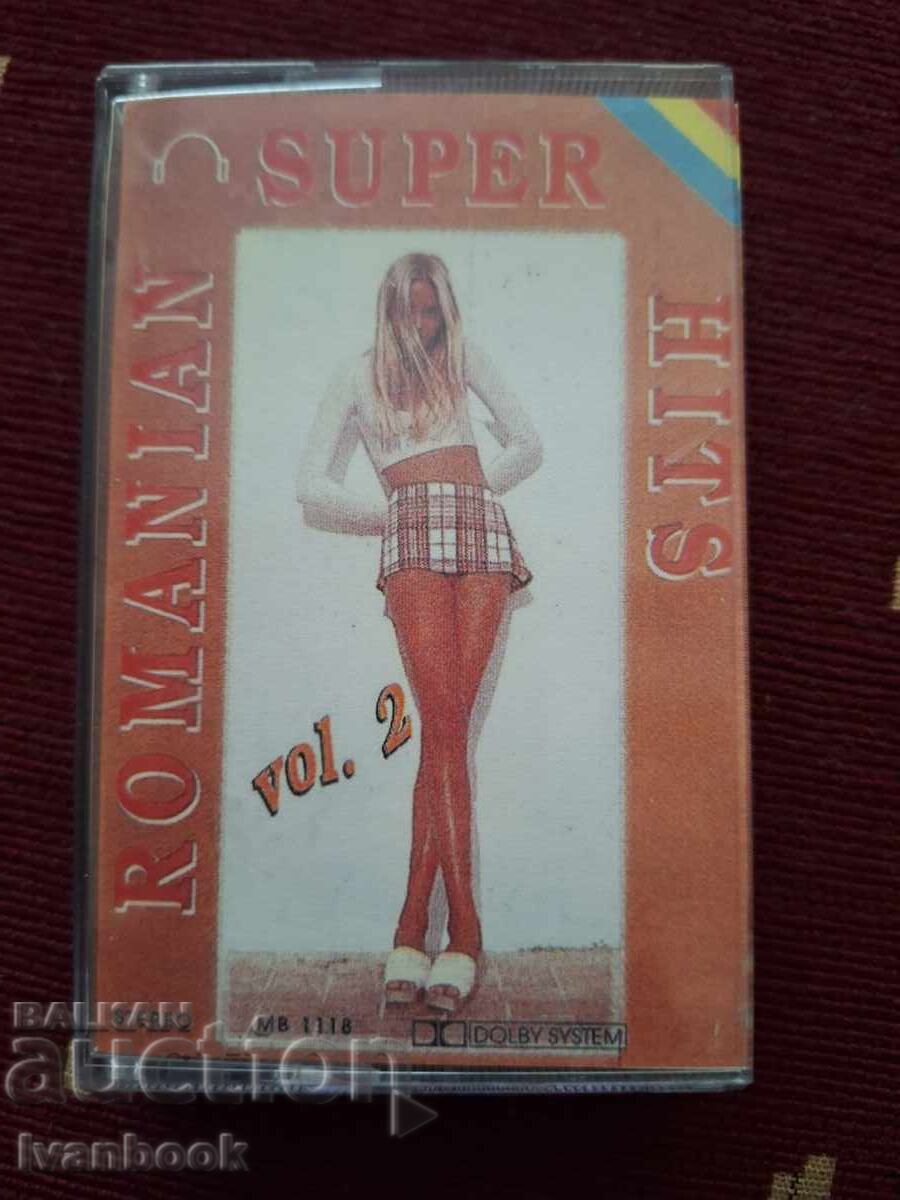 ROMANIAN
SUPER
HITS
vol. 2
STEREO
MB 1118
DOLBY SYSTEM
BALKAN
auction
Ivanbook